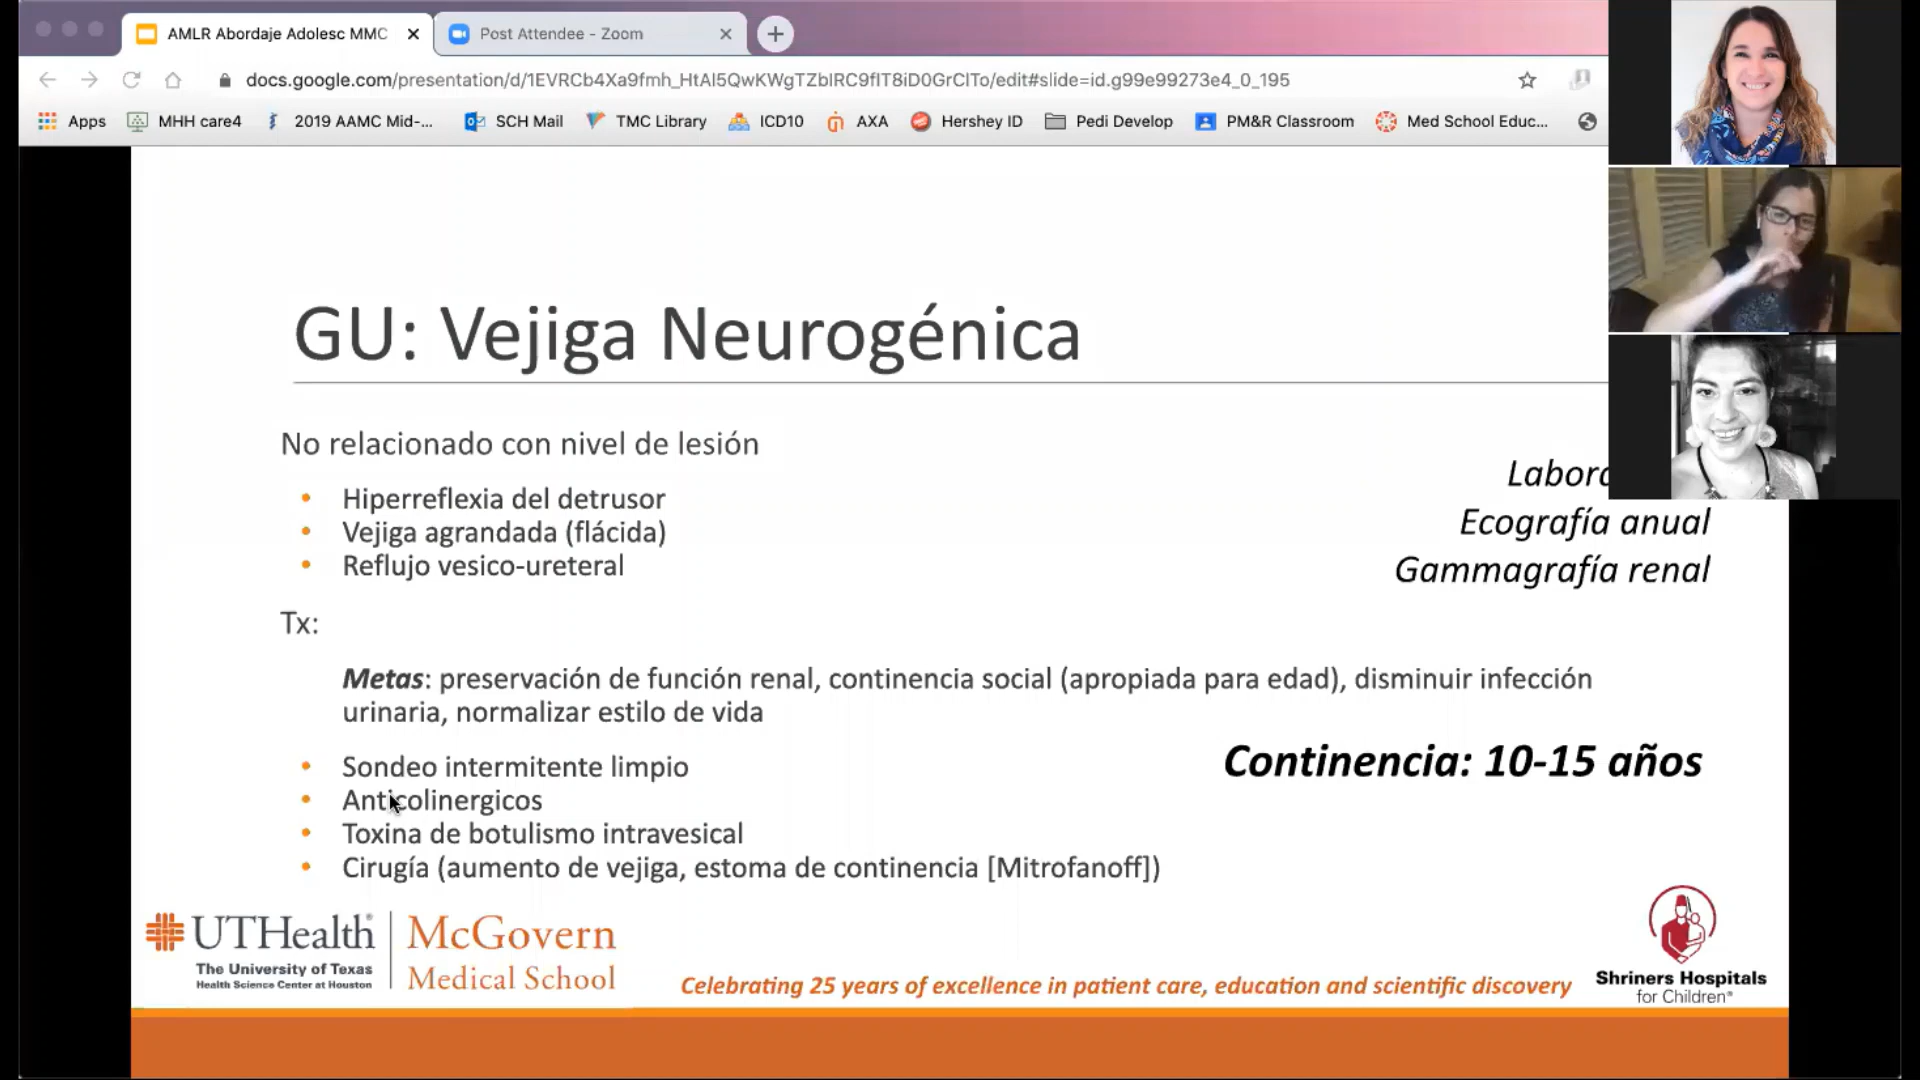 AMLR Abordaje Adolesc MMC
Post Attendee - Zoom
docs.google.com/presentation/d/1EVRCb4Xa9fmh_HtAl5QwKWgTZblRC9flT8iD0GrClTo/edit#slide=id.g99e99273e4_0_195
Apps MHH care4 2019 AAMC Mid-... SCH Mail TMC Library ICD10 AXA Hershey ID Pedi Develop PM&R Classroom Med School Educ...
GU: Vejiga Neurogénica
No relacionado con nivel de lesión
• Hiperreflexia del detrusor
• Vejiga agrandada (flácida)
• Reflujo vesico-ureteral
Ecografía anual
Gammagrafía renal
Tx:
Metas: preservación de función renal, continencia social (apropiada para edad), disminuir infección
urinaria, normalizar estilo de vida
• Sondeo intermitente limpio
• Anticolinergicos
• Toxina de botulismo intravesical
• Cirugía (aumento de vejiga, estoma de continencia [Mitrofanoff])
Continencia: 10-15 años
UTHealth®
The University of Texas
Health Science Center at Houston
McGovern
Medical School
Celebrating 25 years of excellence in patient care, education and scientific discovery
Shriners Hospitals
for Children®